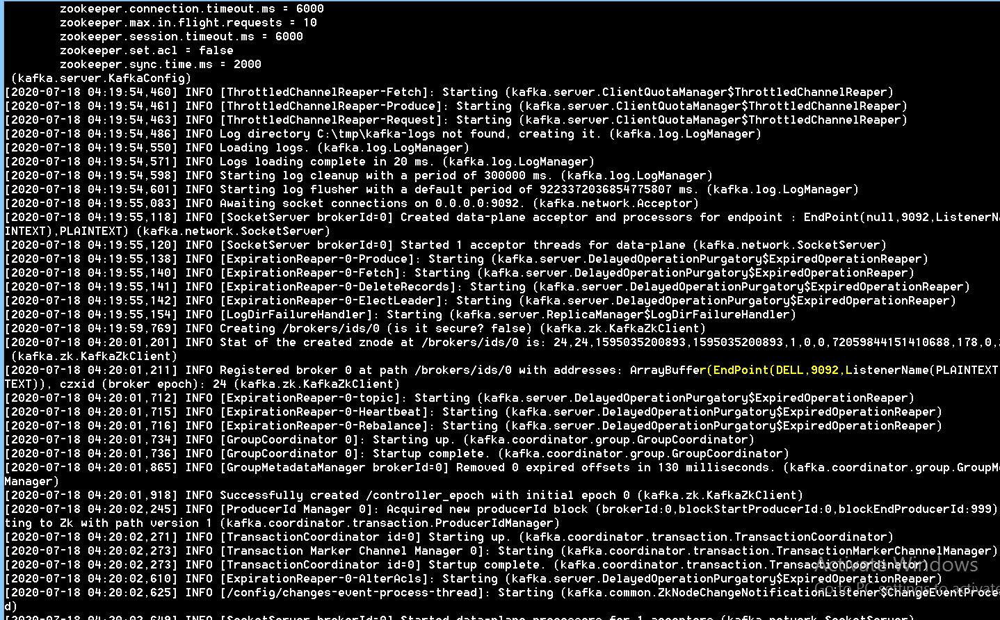 zookeeper.connection.timeout.ms = 6000
zookeeper.max.in.flight.requests = 10
zookeeper.session.timeout.ms = 6000
zookeeper.set.acl = false
zookeeper.sync.time.ms = 2000
(kafka.server.KafkaConfig)
[2020-07-18 04:19:54,460] INFO [ThrottledChannelReaper-Fetch]: Starting (kafka.server.ClientQuotaManager$ThrottledChannelReaper)
[2020-07-18 04:19:54,461] INFO [ThrottledChannelReaper-Produce]: Starting (kafka.server.ClientQuotaManager$ThrottledChannelReaper)
[2020-07-18 04:19:54,463] INFO [ThrottledChannelReaper-Request]: Starting (kafka.server.ClientQuotaManager$ThrottledChannelReaper)
[2020-07-18 04:19:54,486] INFO Log directory C:\tmp\kafka-logs not found, creating it. (kafka.log.LogManager)
[2020-07-18 04:19:54,550] INFO Loading logs. (kafka.log.LogManager)
[2020-07-18 04:19:54,571] INFO Logs loading complete in 20 ms. (kafka.log.LogManager)
[2020-07-18 04:19:54,598] INFO Starting log cleanup with a period of 300000 ms. (kafka.log.LogManager)
[2020-07-18 04:19:54,601] INFO Starting log flusher with a default period of 9223372036854775807 ms. (kafka.log.LogManager)
[2020-07-18 04:19:55,083] INFO Awaiting socket connections on 0.0.0.0:9092. (kafka.network.Acceptor)
[2020-07-18 04:19:55,118] INFO [SocketServer brokerId=0] Created data-plane acceptor and processors for endpoint : EndPoint(null,9092,ListenerNa
INTEXT),PLAINTEXT) (kafka.network.SocketServer)
[2020-07-18 04:19:55,120] INFO [SocketServer brokerId=0] Started 1 acceptor threads for data-plane (kafka.network.SocketServer)
[2020-07-18 04:19:55,138] INFO [ExpirationReaper-0-Produce]: Starting (kafka.server.DelayedOperationPurgatory$ExpiredOperationReaper)
[2020-07-18 04:19:55,140] INFO [ExpirationReaper-0-Fetch]: Starting (kafka.server.DelayedOperationPurgatory$ExpiredOperationReaper)
[2020-07-18 04:19:55,141] INFO [ExpirationReaper-0-DeleteRecords]: Starting (kafka.server.DelayedOperationPurgatory$ExpiredOperationReaper)
[2020-07-18 04:19:55,142] INFO [ExpirationReaper-0-ElectLeader]: Starting (kafka.server.DelayedOperationPurgatory$ExpiredOperationReaper)
[2020-07-18 04:19:55,154] INFO [LogDirFailureHandler]: Starting (kafka.server.ReplicaManager$LogDirFailureHandler)
[2020-07-18 04:19:59,769] INFO Creating /brokers/ids/0 (is it secure? false) (kafka.zk.KafkaZkClient)
[2020-07-18 04:20:01,201] INFO Stat of the created znode at /brokers/ids/0 is: 24,24,1595035200893,1595035200893,1,0,0,72059844151410688,178,0,
(kafka.zk.KafkaZkClient)
[2020-07-18 04:20:01,211] INFO Registered broker 0 at path /brokers/ids/0 with addresses: ArrayBuffer(EndPoint(DELL,9092,ListenerName(PLAINTEXT
TEXT)), czxid (broker epoch): 24 (kafka.zk.KafkaZkClient)
[2020-07-18 04:20:01,712] INFO [ExpirationReaper-0-topic]: Starting (kafka.server.DelayedOperationPurgatory$ExpiredOperationReaper)
[2020-07-18 04:20:01,715] INFO [ExpirationReaper-0-Heartbeat]: Starting (kafka.server.DelayedOperationPurgatory$ExpiredOperationReaper)
[2020-07-18 04:20:01,716] INFO [ExpirationReaper-0-Rebalance]: Starting (kafka.server.DelayedOperationPurgatory$ExpiredOperationReaper)
[2020-07-18 04:20:01,734] INFO [GroupCoordinator 0]: Starting up. (kafka.coordinator.group.GroupCoordinator)
[2020-07-18 04:20:01,736] INFO [GroupCoordinator 0]: Startup complete. (kafka.coordinator.group.GroupCoordinator)
[2020-07-18 04:20:01,865] INFO [GroupMetadataManager brokerId=0] Removed 0 expired offsets in 130 milliseconds. (kafka.coordinator.group.GroupMe
Manager)
[2020-07-18 04:20:01,918] INFO Successfully created /controller_epoch with initial epoch 0 (kafka.zk.KafkaZkClient)
[2020-07-18 04:20:02,245] INFO [ProducerId Manager 0]: Acquired new producerId block (brokerId:0,blockStartProducerId:0,blockEndProducerId:999)
ting to Zk with path version 1 (kafka.coordinator.transaction.ProducerIdManager)
[2020-07-18 04:20:02,271] INFO [TransactionCoordinator id=0] Starting up. (kafka.coordinator.transaction.TransactionCoordinator)
[2020-07-18 04:20:02,273] INFO [Transaction Marker Channel Manager 0]: Starting (kafka.coordinator.transaction.TransactionMarkerChannelManager)
[2020-07-18 04:20:02,273] INFO [TransactionCoordinator id=0] Startup complete. (kafka.coordinator.transaction.TransactionCoordinator)
Activate Windows
[2020-07-18 04:20:02,610] INFO [ExpirationReaper-0-AlterAcls]: Starting (kafka.server.DelayedOperationPurgatory$ExpiredOperationReaper)
[2020-07-18 04:20:02,625] INFO [/config/changes-event-process-thread]: Starting (kafka.common.ZkNodeChangeNotificationListener$ChangeEventProce
Go to PC settings to activate
d)
[2020-07-18 04:20:02,649] INFO [SocketServer brokerId=0] Started data-plane processors for 1 acceptors (kafka.network.SocketServer)